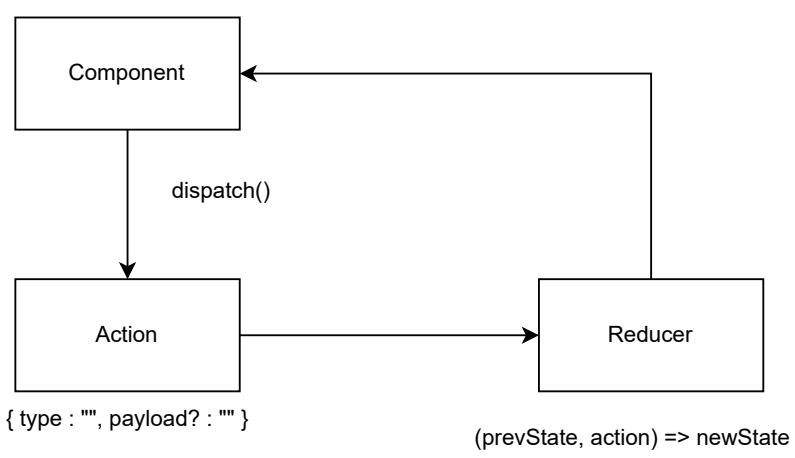 Component
dispatch()
Action
Reducer
{ type : "", payload? : "" }
(prevState, action) => newState